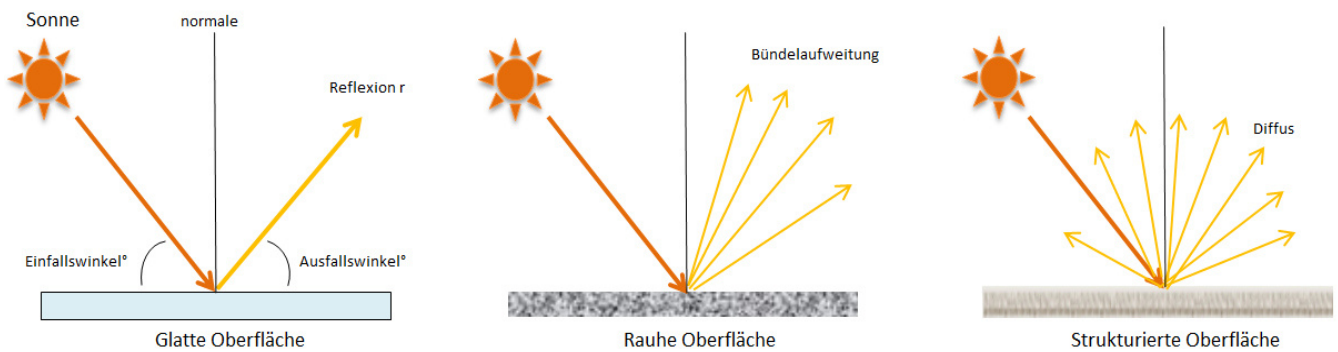 Sonne
normale
Reflexion r
Einfallswinkel°
Ausfallswinkel°
Glatte Oberfläche
Bündelaufweitung
Rauhe Oberfläche
Diffus
Strukturierte Oberfläche